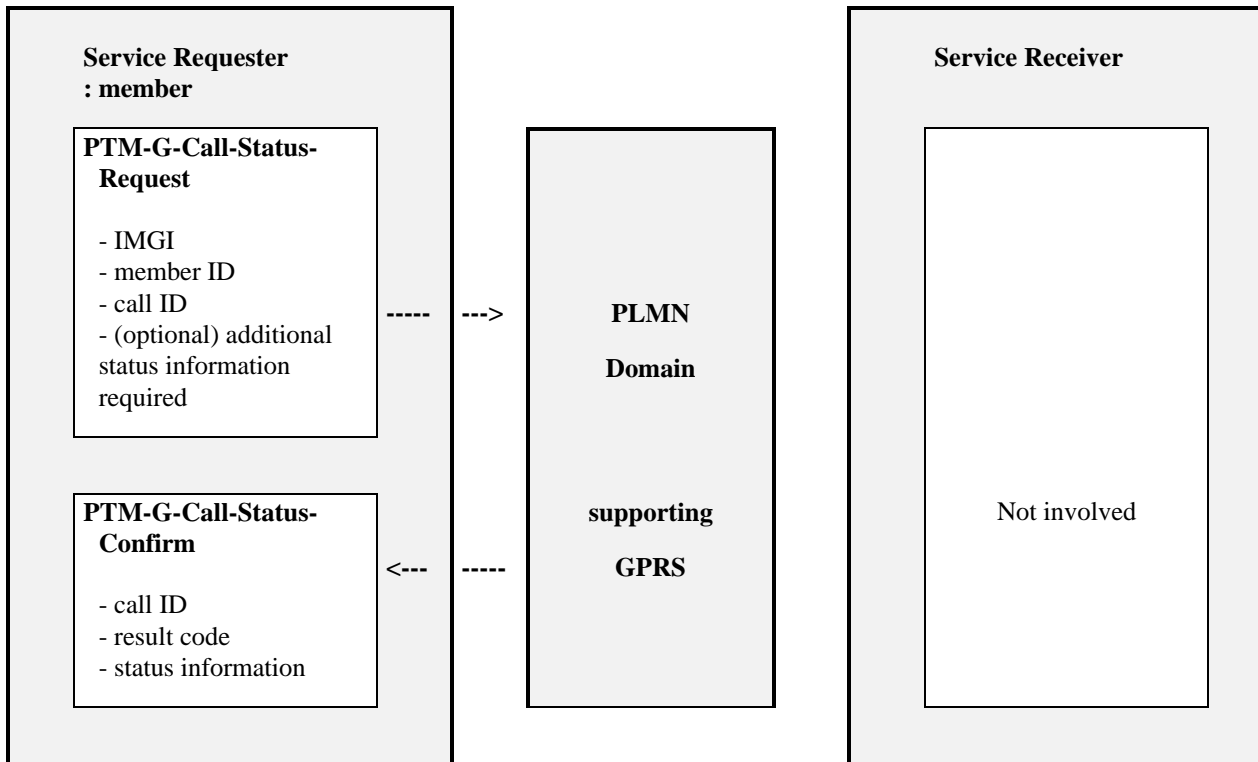 Service Requester
: member
PTM-G-Call-Status-
Request
- IMGI
- member ID
- call ID
- (optional) additional
status information
required
----- --->
PTM-G-Call-Status-
Confirm
- call ID
- result code
- status information
<--- -----
PLMN
Domain
supporting
GPRS
Service Receiver
Not involved